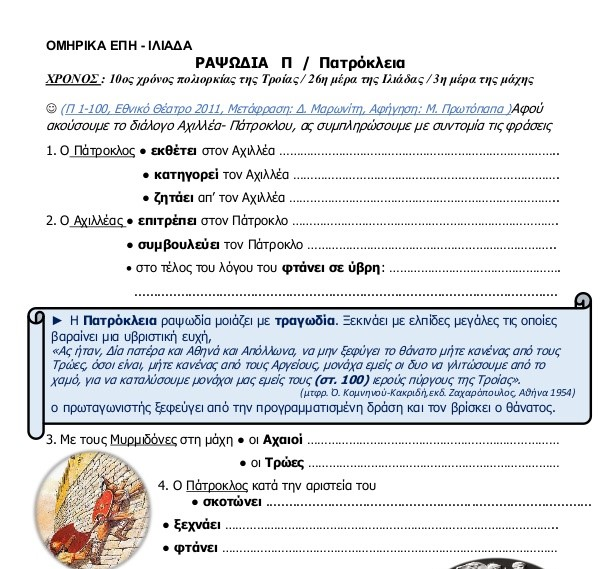 ΟΜΗΡΙΚΑ ΕΠΗ - ΙΛΙΑΔΑ
ΡΑΨΩΔΙΑ Π / Πατρόκλεια
ΧΡΟΝΟΣ : 10ος χρόνος πολιορκίας της Τροίας / 26η μέρα της Ιλιάδας / 3η μέρα της μάχης
☺ (Π 1-100, Εθνικό Θέατρο 2011, Μετάφραση: Δ. Μαρωνίτη, Αφήγηση: Μ. Πρωτόπαπα )Αφού
ακούσουμε το διάλογο Αχιλλέα- Πάτροκλου, ας συμπληρώσουμε με συντομία τις φράσεις
1. Ο Πάτροκλος ● εκθέτει στον Αχιλλέα ……………………………………………………………………..
● κατηγορεί τον Αχιλλέα …………………………………………………………………
● ζητάει απ’ τον Αχιλλέα …………………………………………………………………..
2. Ο Αχιλλέας ● επιτρέπει στον Πάτροκλο …………………………………………………………………
● συμβουλεύει τον Πάτροκλο ……………………………………………………………..
● στο τέλος του λόγου του φτάνει σε ύβρη: …………………………………………..
…………………………………………………………………………………………………………
► Η Πατρόκλεια ραψωδία μοιάζει με τραγωδία. Ξεκινάει με ελπίδες μεγάλες τις οποίες
βαραίνει μια υβριστική ευχή,
«Ας ήταν, Δία πατέρα και Αθηνά και Απόλλωνα, να μην ξεφύγει το θάνατο μήτε κανένας από τους
Τρώες, όσοι είναι, μήτε κανένας από τους Αργείους, μονάχα εμείς οι δυο να γλιτώσουμε από το
χαμό, για να καταλύσουμε μονάχοι μας εμείς τους (στ. 100) ιερούς πύργους της Τροίας».
(μτφρ. Ό. Κομνηνού-Κακριδή,εκδ. Ζαχαρόπουλος, Αθήνα 1954)
ο πρωταγωνιστής ξεφεύγει από την προγραμματισμένη δράση και τον βρίσκει ο θάνατος.
3. Με τους Μυρμιδόνες στη μάχη ● οι Αχαιοί ……………………………………………………………..
● οι Τρώες ……………………………………………………………..
4. Ο Πάτροκλος κατά την αριστεία του
● σκοτώνει ………………………………………………………………………………
● ξεχνάει …………………………………………………………………………………
● φτάνει ………………………………………………………………………………….